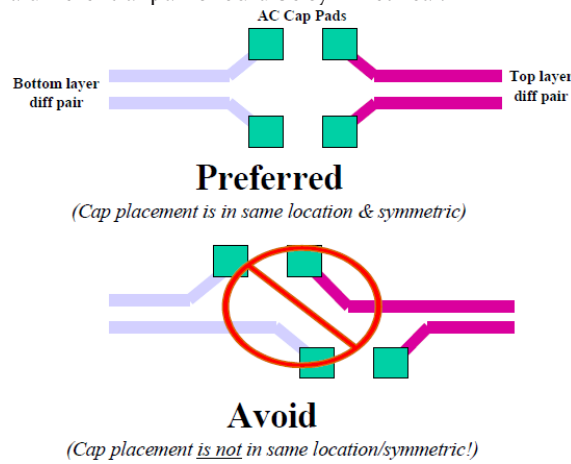 AC Cap Pads
Bottom layer
diff pair
Top layer
diff pair
Preferred
(Cap placement is in same location & symmetric)
Avoid
(Cap placement is not in same location/symmetric!)